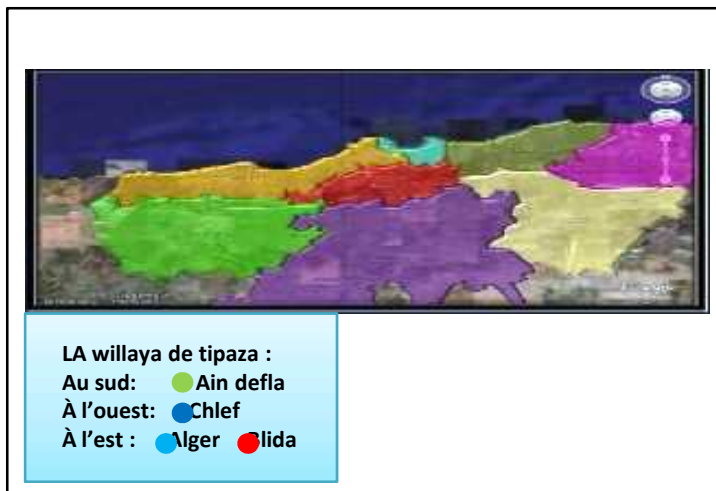 LA willaya de tipaza :
Au sud: Ain defla
À l'ouest: Chlef
À l'est : Alger Blida